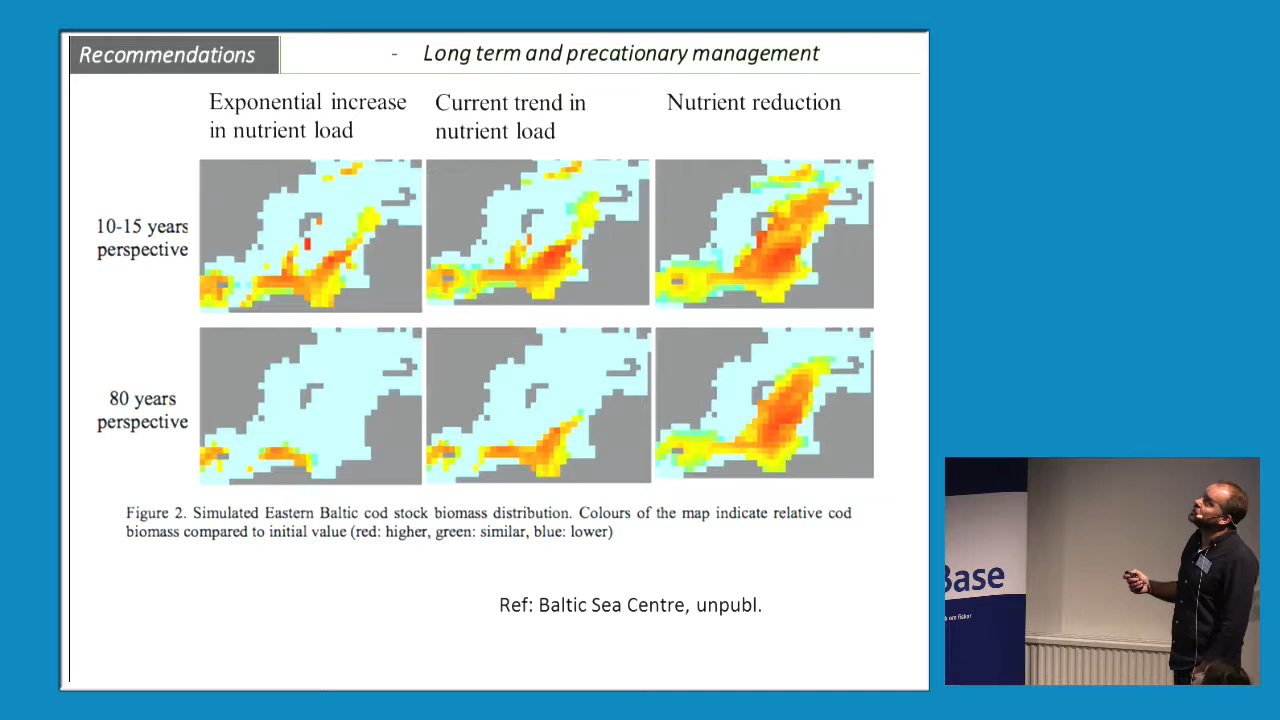 Recommendations
- Long term and precationary management
Exponential increase
in nutrient load
Current trend in
nutrient load
Nutrient reduction
10-15 years
perspective
80 years
perspective
Figure 2. Simulated Eastern Baltic cod stock biomass distribution. Colours of the map indicate relative cod
biomass compared to initial value (red: higher, green: similar, blue: lower)
Ref: Baltic Sea Centre, unpubl.
Base
om fiskar